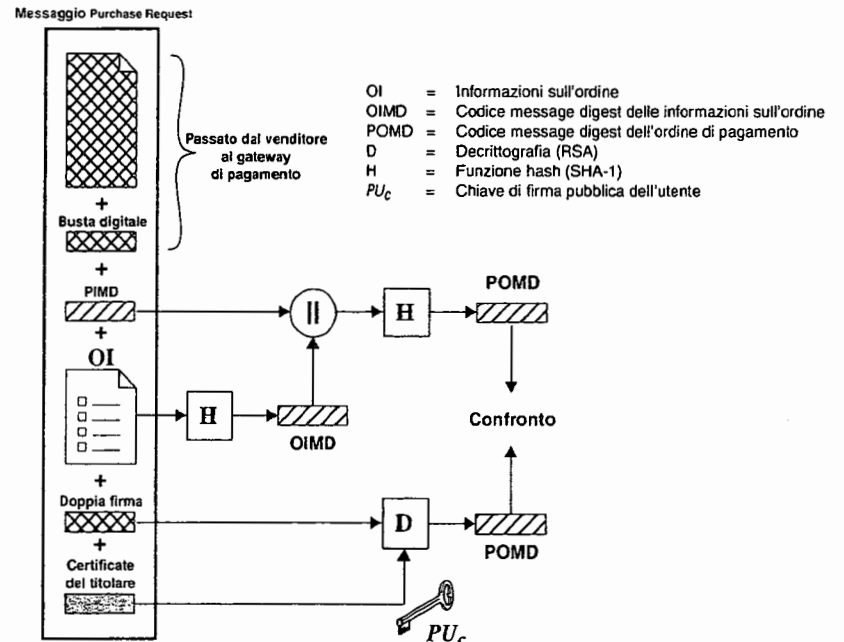 Messaggio Purchase Request
Passato dal venditore
al gateway
di pagamento
+
Busta digitale
+
PIMD
+
OI
+
Doppia firma
+
Certificate
del titolare
OI = Informazioni sull'ordine
OIMD = Codice message digest delle informazioni sull'ordine
POMD = Codice message digest dell'ordine di pagamento
D = Decrittografia (RSA)
H = Funzione hash (SHA-1)
PUc = Chiave di firma pubblica dell'utente
||
H
POMD
H
OIMD
Confronto
D
POMD
PUc